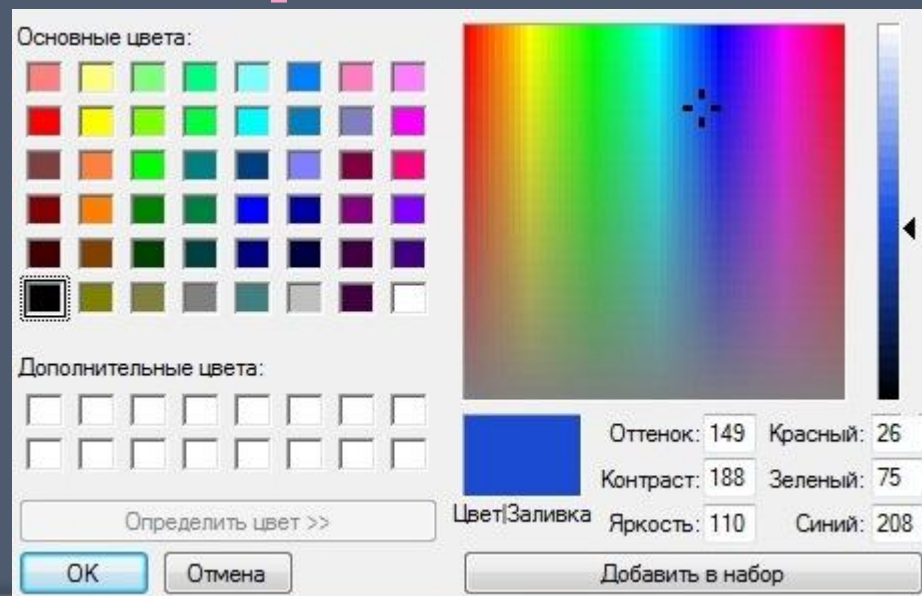 Основные цвета:
Дополнительные цвета:
Определить цвет >>
ОК
Отмена
Цвет|Заливка
Оттенок: 149
Контраст: 188
Яркость: 110
Красный: 26
Зеленый: 75
Синий: 208
Добавить в набор